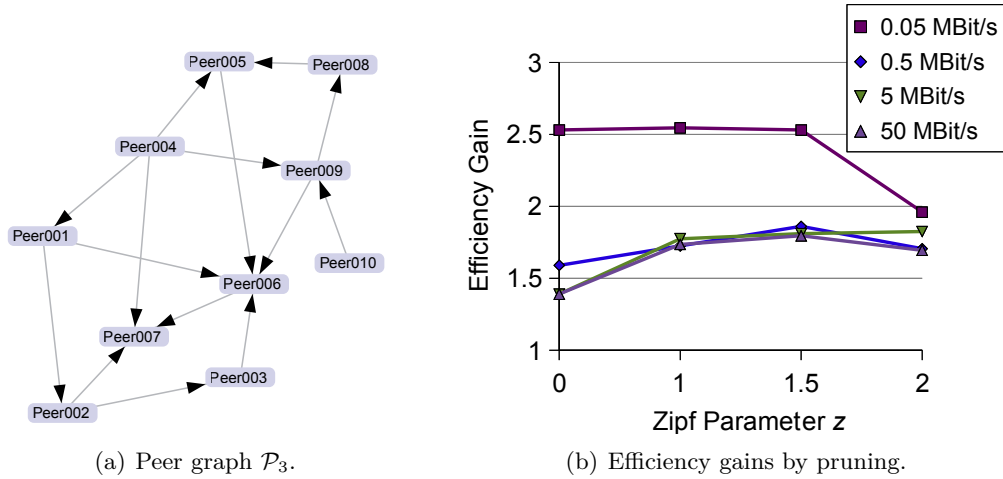 Peer005
Peer008
Peer004
Peer009
Peer001
Peer010
Peer006
Peer007
Peer003
Peer002
(a) Peer graph P₃.
0.05 MBit/s
0.5 MBit/s
5 MBit/s
50 MBit/s
Efficiency Gain
3
2.5
2
1.5
1
0 1 1.5 2
Zipf Parameter z
(b) Efficiency gains by pruning.